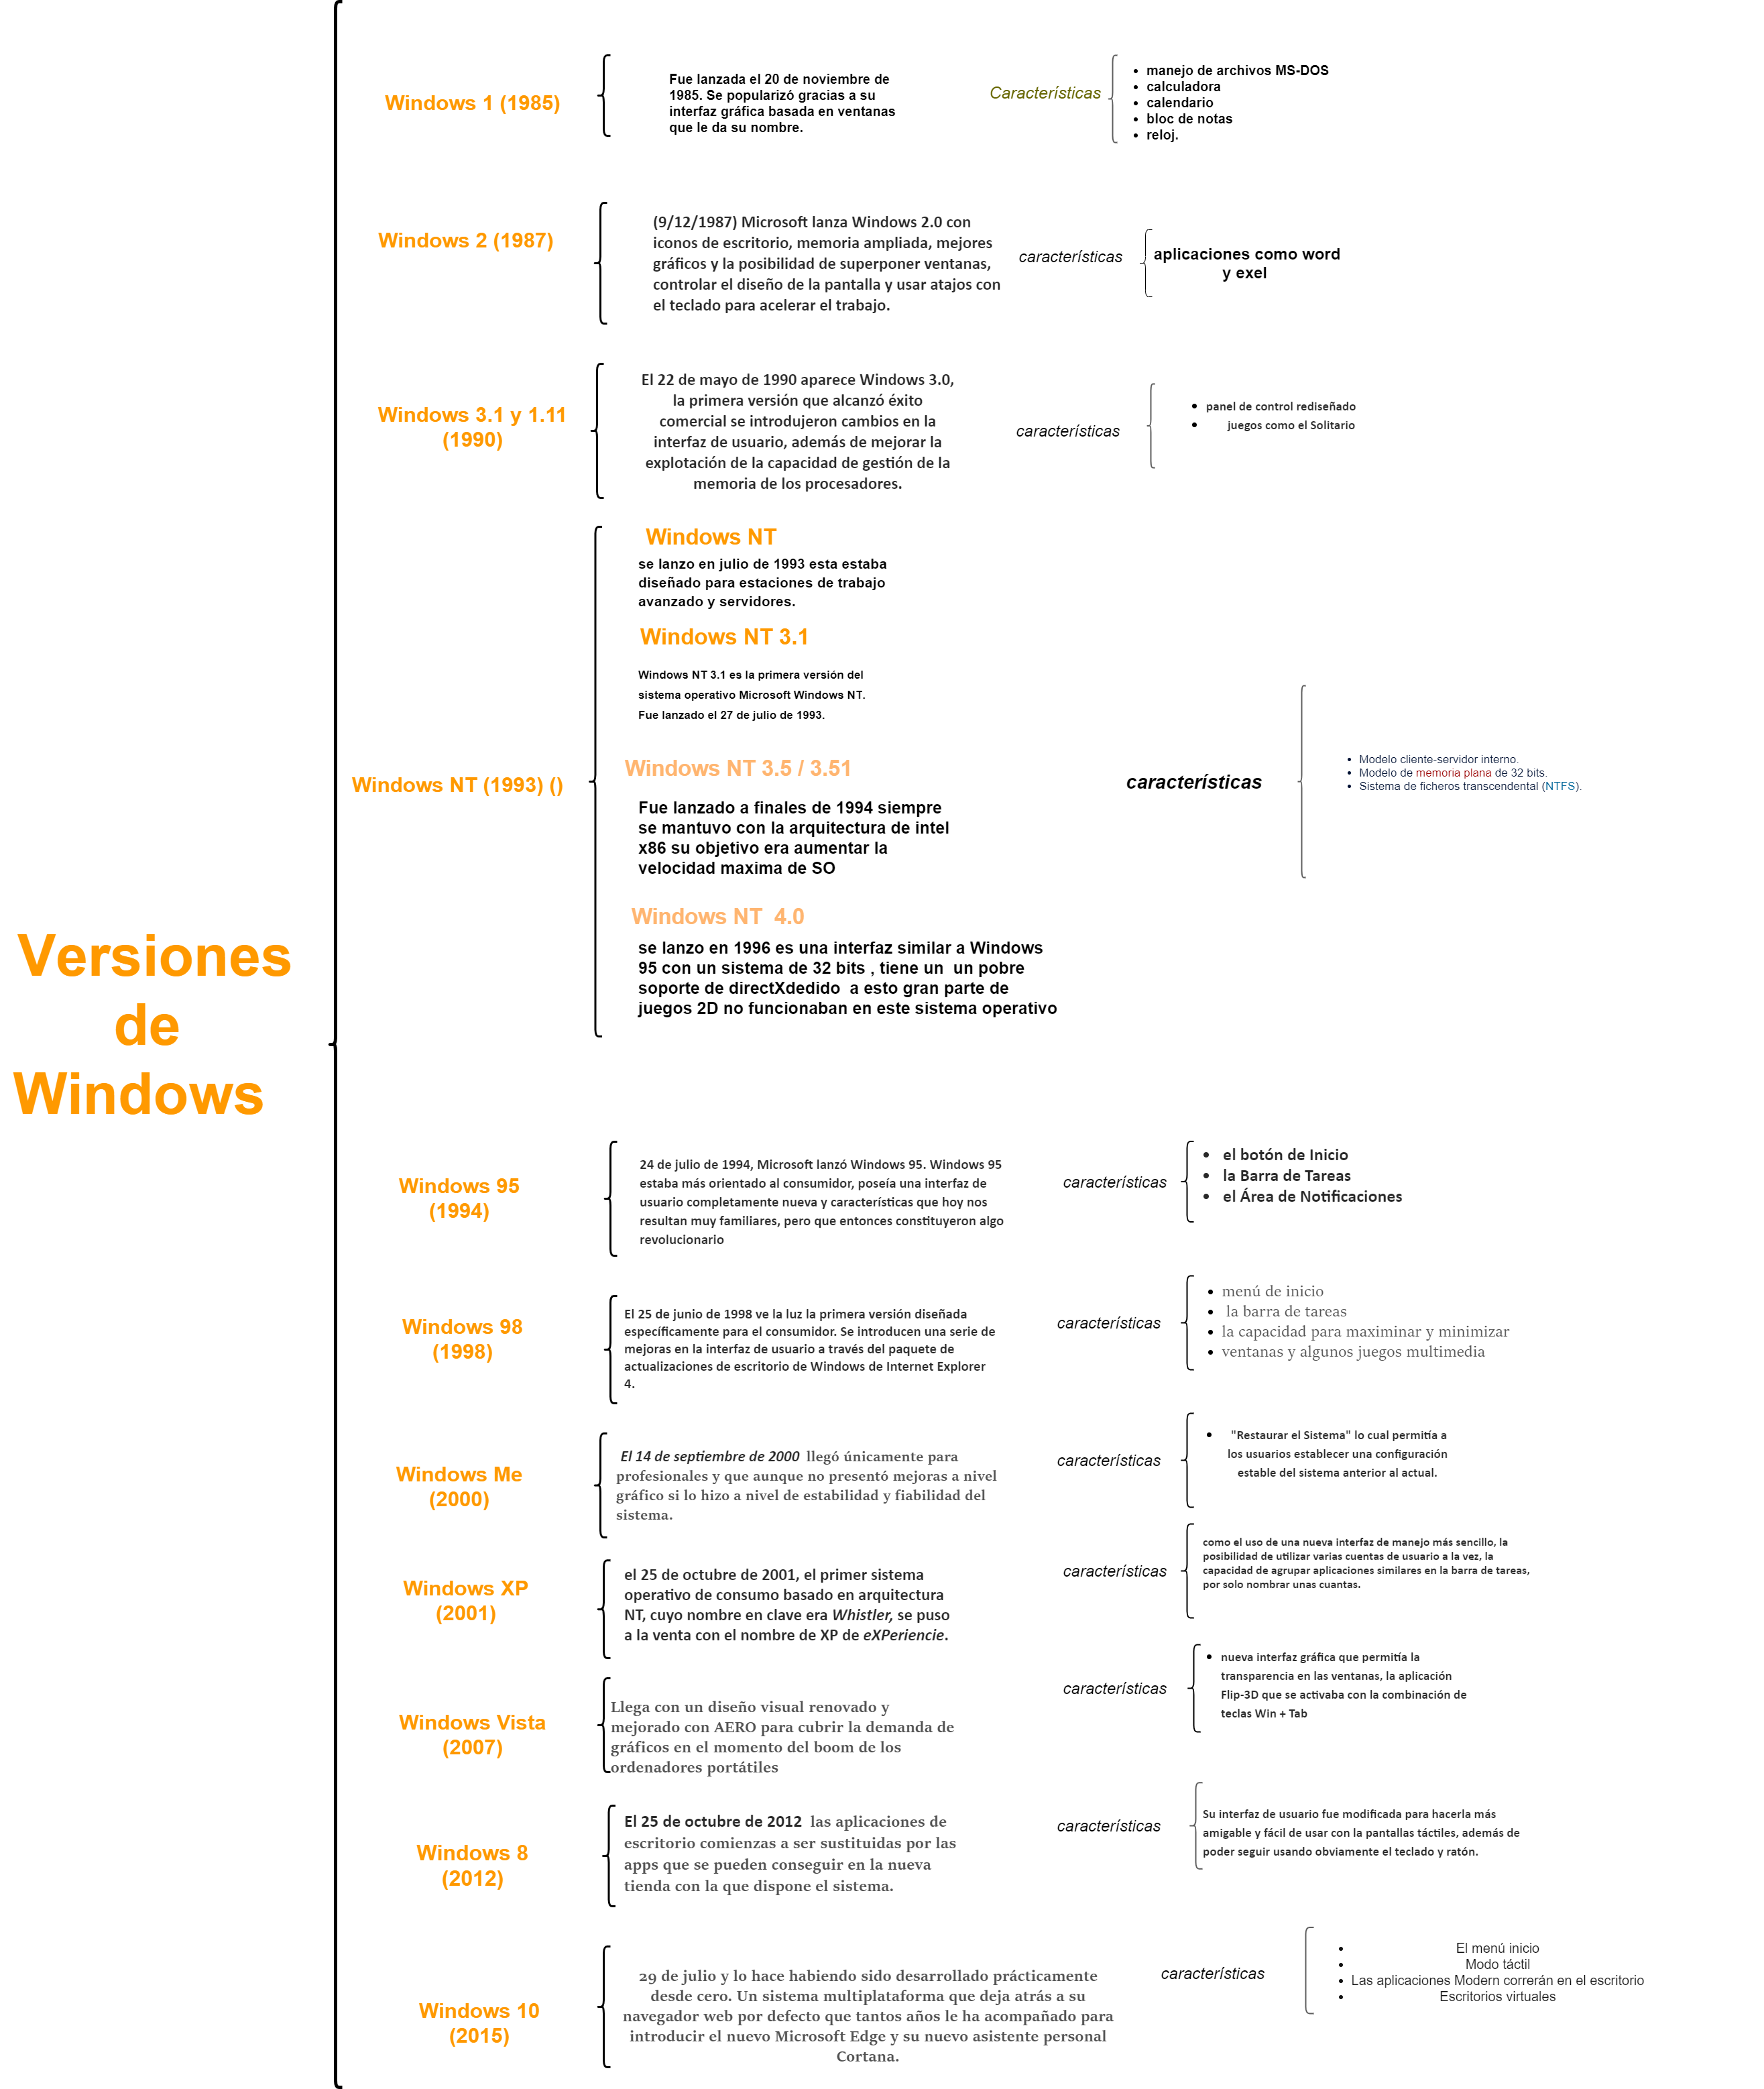 Versiones
de
Windows
Windows 1 (1985)
Fue lanzada el 20 de noviembre de
1985. Se popularizó gracias a su
interfaz gráfica basada en ventanas
que le da su nombre.
Características
manejo de archivos MS-DOS
calculadora
calendario
bloc de notas
reloj.
Windows 2 (1987)
(9/12/1987) Microsoft lanza Windows 2.0 con
iconos de escritorio, memoria ampliada, mejores
gráficos y la posibilidad de superponer ventanas,
controlar el diseño de la pantalla y usar atajos con
el teclado para acelerar el trabajo.
características
aplicaciones como word
y exel
Windows 3.1 y 1.11
(1990)
El 22 de mayo de 1990 aparece Windows 3.0,
la primera versión que alcanzó éxito
comercial se introdujeron cambios en la
interfaz de usuario, además de mejorar la
explotación de la capacidad de gestión de la
memoria de los procesadores.
características
panel de control rediseñado
juegos como el Solitario
Windows NT (1993) ()
Windows NT
se lanzo en julio de 1993 esta estaba
diseñado para estaciones de trabajo
avanzado y servidores.
Windows NT 3.1
Windows NT 3.1 es la primera versión del
sistema operativo Microsoft Windows NT.
Fue lanzado el 27 de julio de 1993.
Windows NT 3.5 / 3.51
Fue lanzado a finales de 1994 siempre
se mantuvo con la arquitectura de intel
x86 su objetivo era aumentar la
velocidad maxima de SO
Windows NT 4.0
se lanzo en 1996 es una interfaz similar a Windows
95 con un sistema de 32 bits , tiene un un pobre
soporte de directXdedido a esto gran parte de
juegos 2D no funcionaban en este sistema operativo
características
Modelo cliente-servidor interno.
Modelo de memoria plana de 32 bits.
Sistema de ficheros transcendental (NTFS).
Windows 95
(1994)
24 de julio de 1994, Microsoft lanzó Windows 95. Windows 95
estaba más orientado al consumidor, poseía una interfaz de
usuario completamente nueva y características que hoy nos
resultan muy familiares, pero que entonces constituyeron algo
revolucionario
características
el botón de Inicio
la Barra de Tareas
el Área de Notificaciones
Windows 98
(1998)
El 25 de junio de 1998 ve la luz la primera versión diseñada
específicamente para el consumidor. Se introducen una serie de
mejoras en la interfaz de usuario a través del paquete de
actualizaciones de escritorio de Windows de Internet Explorer
4.
características
menú de inicio
la barra de tareas
la capacidad para maximinar y minimizar
ventanas y algunos juegos multimedia
Windows Me
(2000)
El 14 de septiembre de 2000 llegó únicamente para
profesionales y que aunque no presentó mejoras a nivel
gráfico si lo hizo a nivel de estabilidad y fiabilidad del
sistema.
características
"Restaurar el Sistema" lo cual permitía a
los usuarios establecer una configuración
estable del sistema anterior al actual.
Windows XP
(2001)
el 25 de octubre de 2001, el primer sistema
operativo de consumo basado en arquitectura
NT, cuyo nombre en clave era Whistler, se puso
a la venta con el nombre de XP de eXPeriencie.
características
como el uso de una nueva interfaz de manejo más sencillo, la
posibilidad de utilizar varias cuentas de usuario a la vez, la
capacidad de agrupar aplicaciones similares en la barra de tareas,
por solo nombrar unas cuantas.
Windows Vista
(2007)
Llega con un diseño visual renovado y
mejorado con AERO para cubrir la demanda de
gráficos en el momento del boom de los
ordenadores portátiles
características
nueva interfaz gráfica que permitía la
transparencia en las ventanas, la aplicación
Flip-3D que se activaba con la combinación de
teclas Win + Tab
Windows 8
(2012)
El 25 de octubre de 2012 las aplicaciones de
escritorio comienzas a ser sustituidas por las
apps que se pueden conseguir en la nueva
tienda con la que dispone el sistema.
características
Su interfaz de usuario fue modificada para hacerla más
amigable y fácil de usar con la pantallas táctiles, además de
poder seguir usando obviamente el teclado y ratón.
Windows 10
(2015)
29 de julio y lo hace habiendo sido desarrollado prácticamente
desde cero. Un sistema multiplataforma que deja atrás a su
navegador web por defecto que tantos años le ha acompañado para
introducir el nuevo Microsoft Edge y su nuevo asistente personal
Cortana.
características
El menú inicio
Modo táctil
Las aplicaciones Modern correrán en el escritorio
Escritorios virtuales